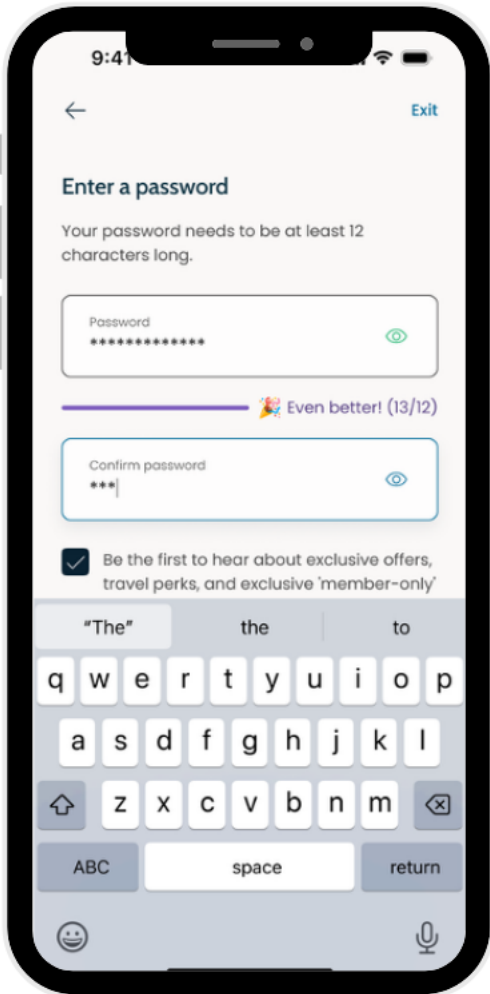 9:41
Exit
Enter a password
Your password needs to be at least 12
characters long.
Password
*************
🎉 Even better! (13/12)
Confirm password
***
Be the first to hear about exclusive offers,
travel perks, and exclusive 'member-only'
“The” the to
q w e r t y u i o p
a s d f g h j k l
z x c v b n m
ABC space return